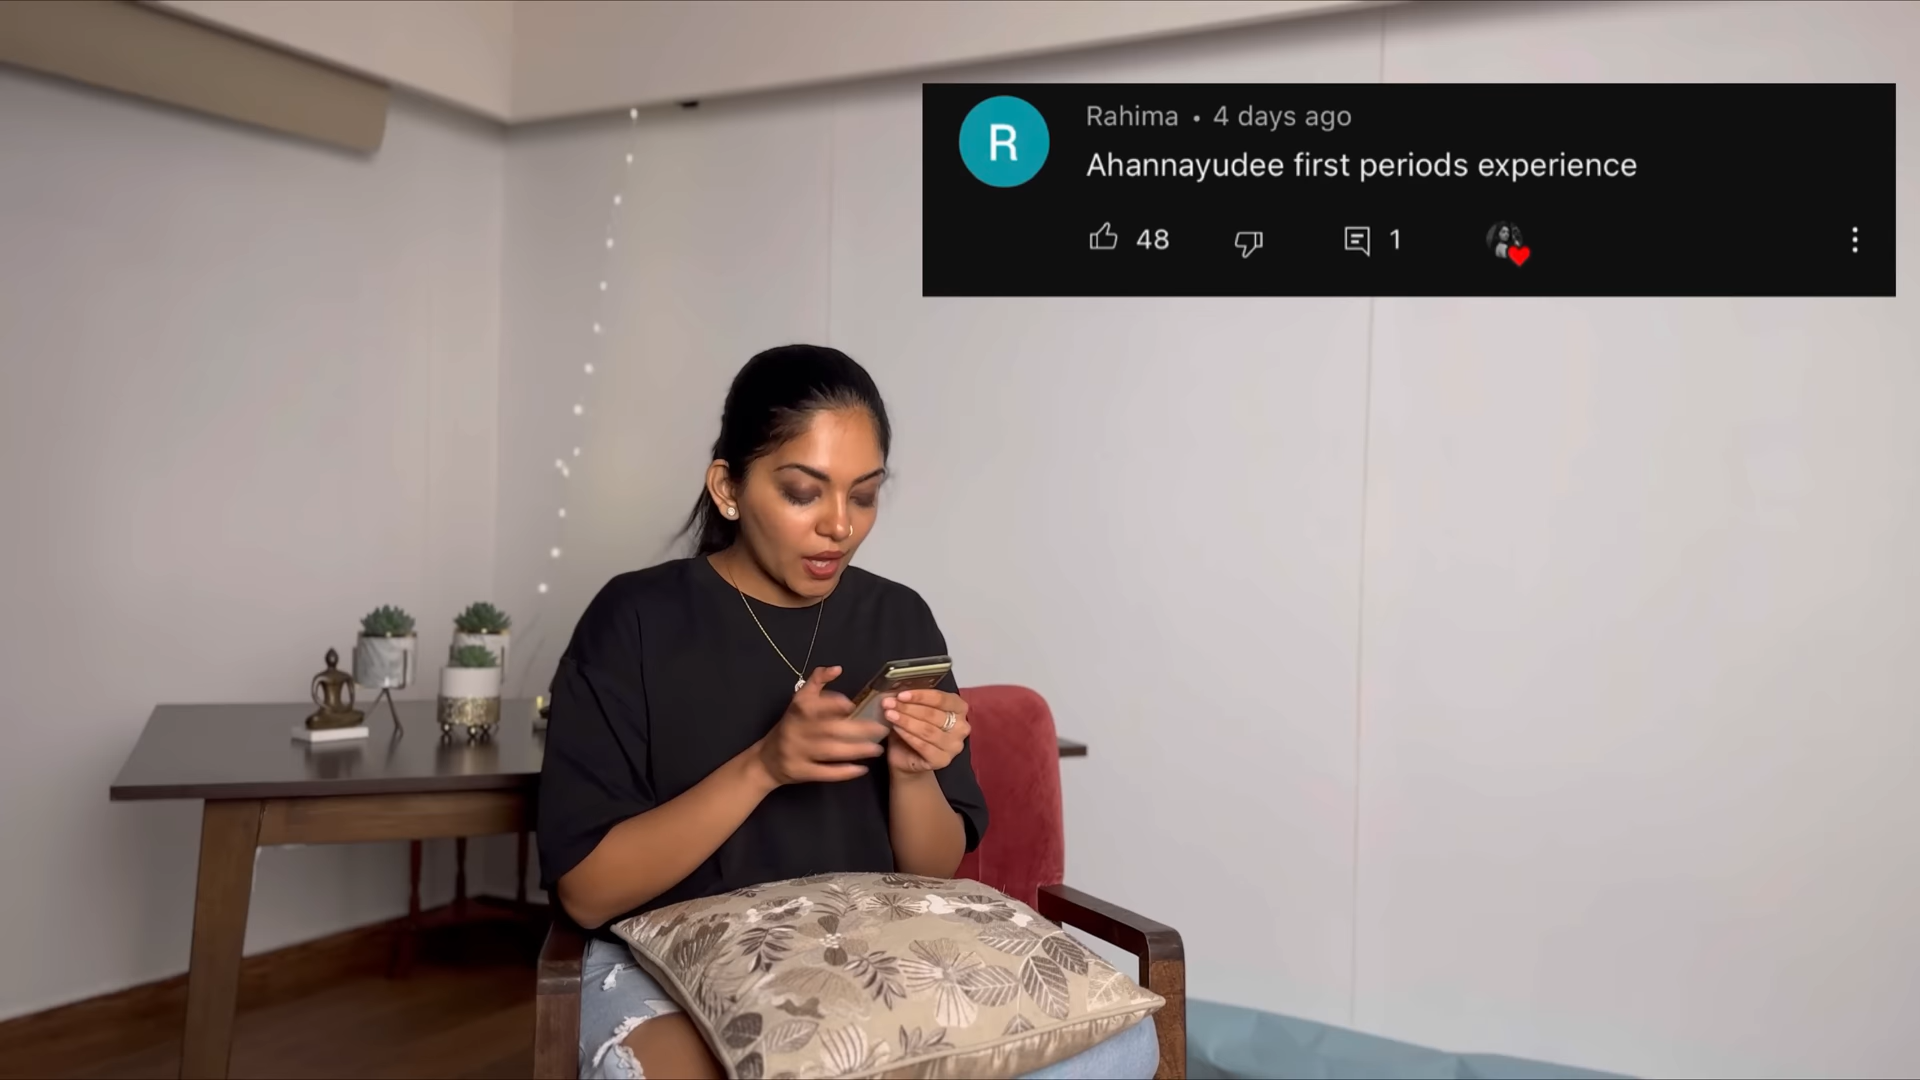 R
Rahima • 4 days ago
Ahannayudee first periods experience
48
1